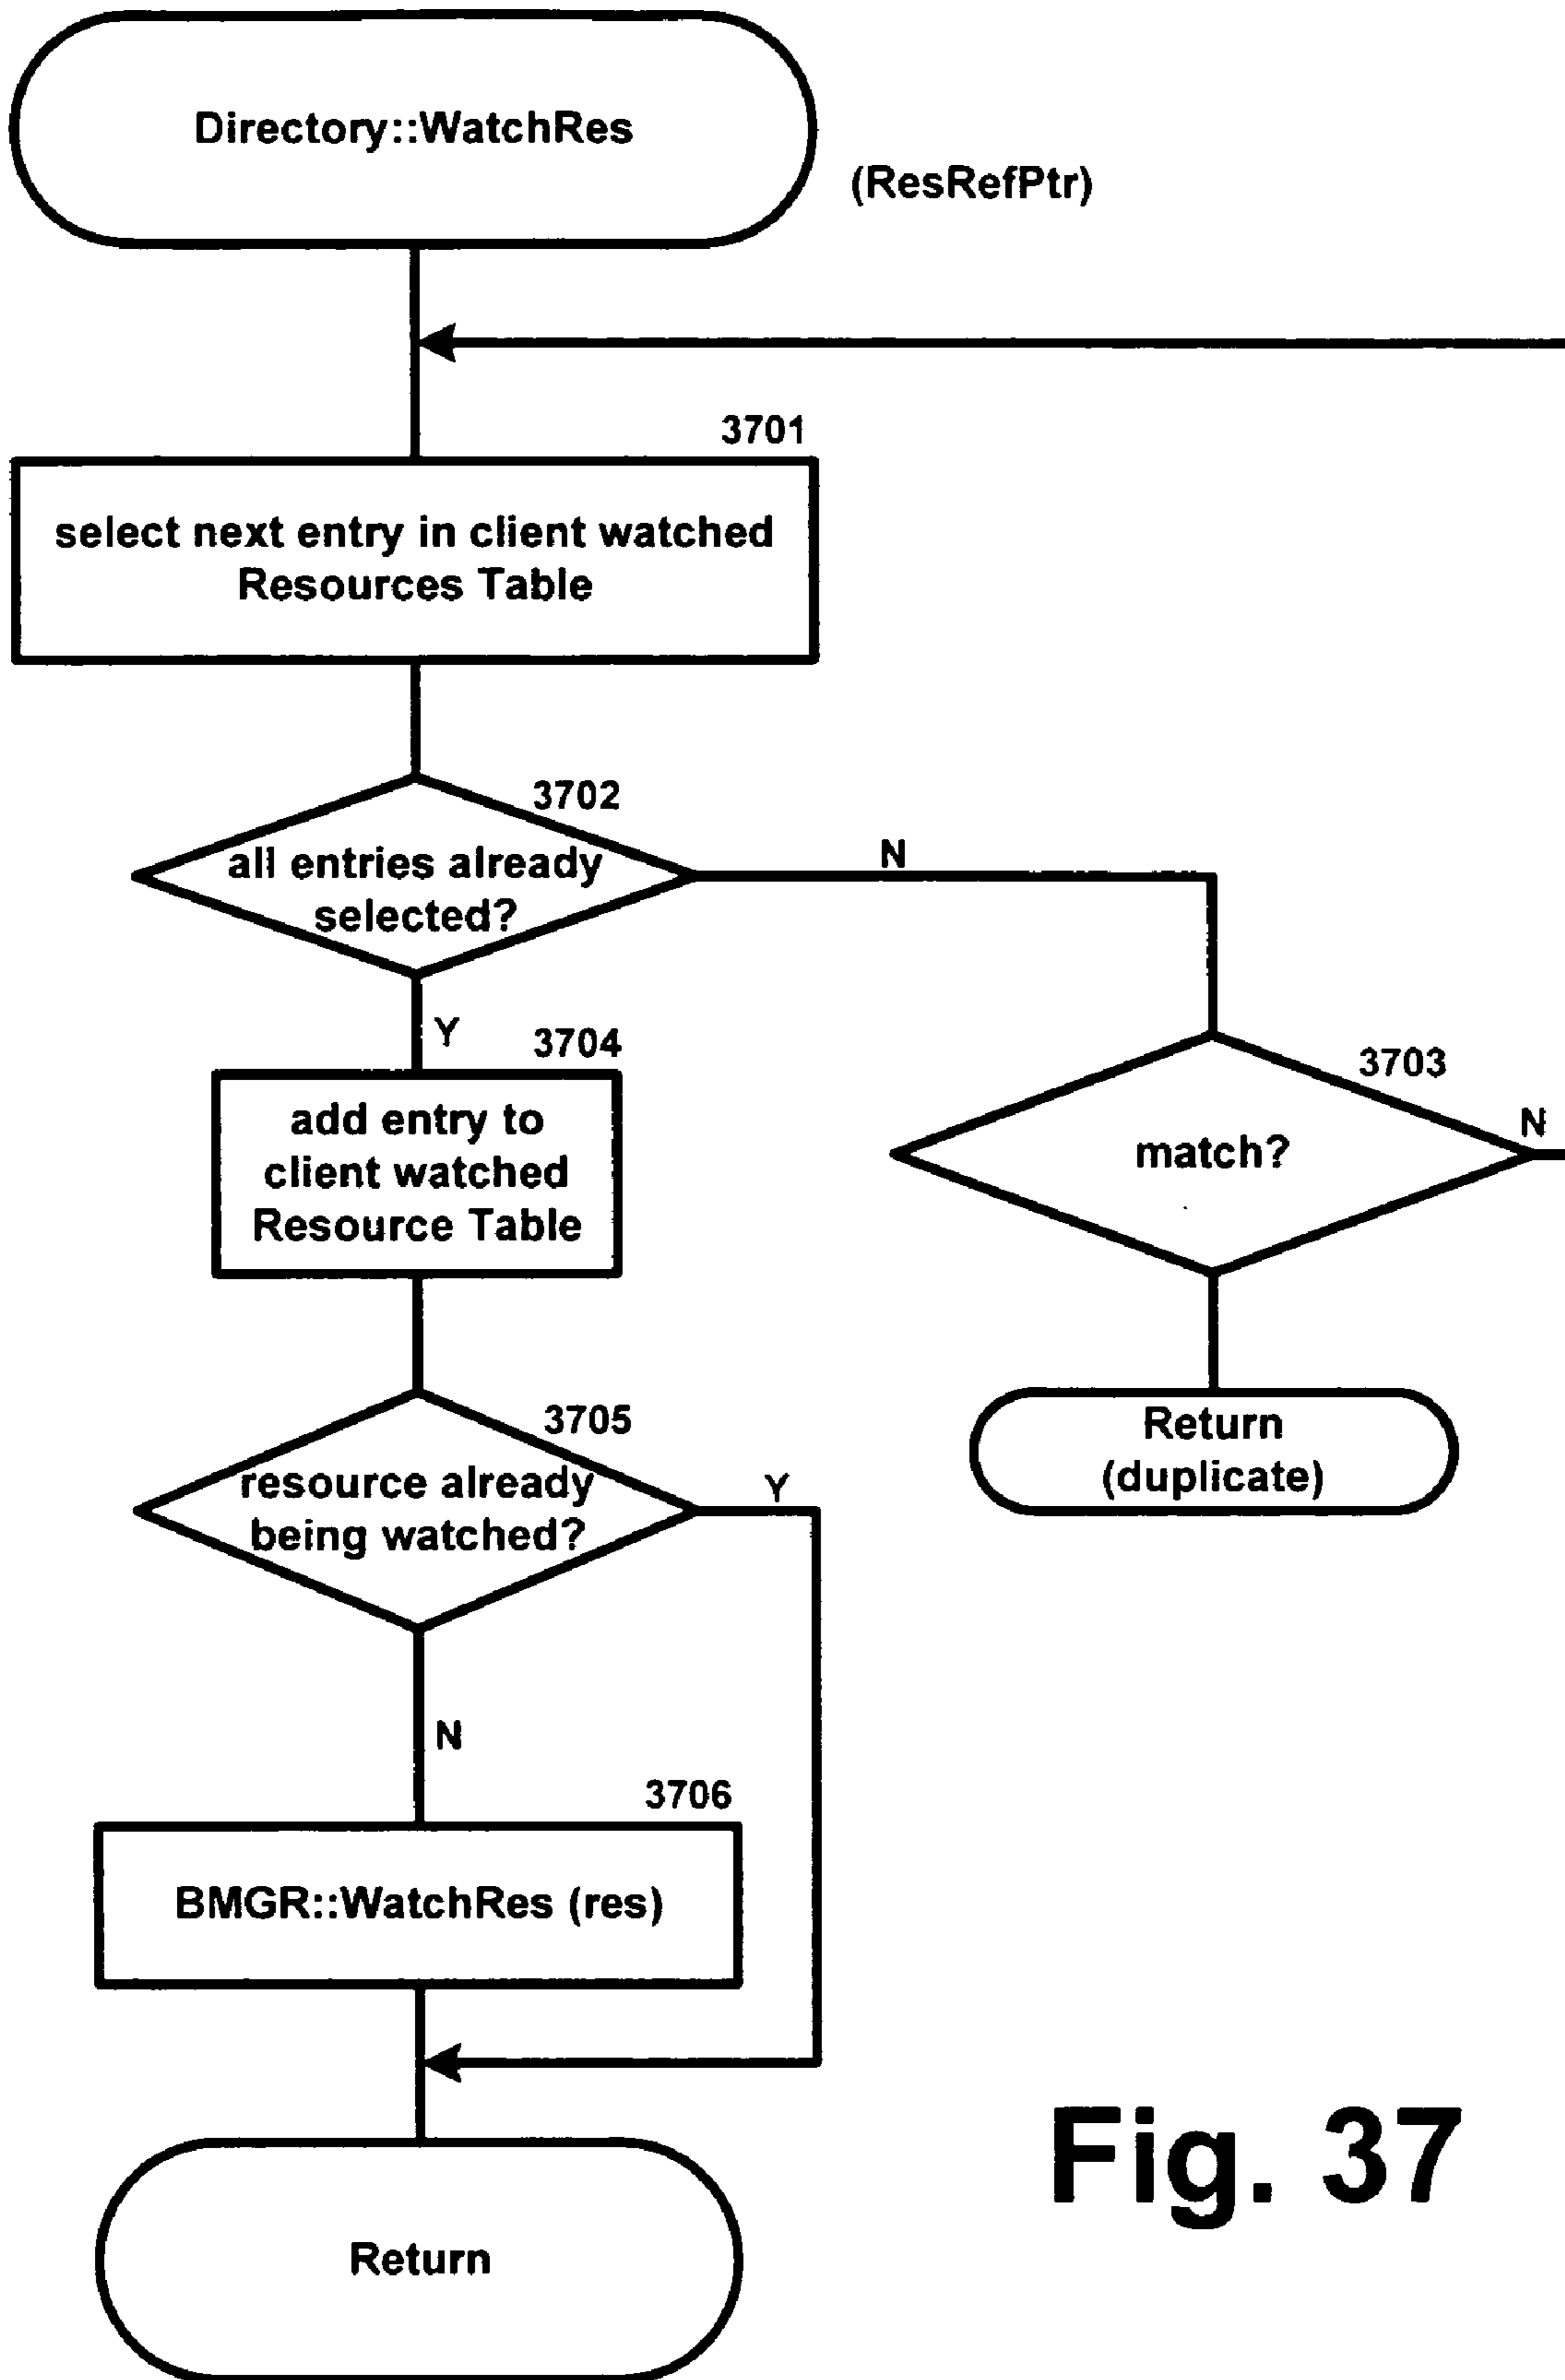 Directory::WatchRes
(ResRefPtr)
3701
select next entry in client watched
Resources Table
3702
all entries already
selected?
N
Y
3704
add entry to
client watched
Resource Table
3703
match?
N
Return
(duplicate)
3705
resource already
being watched?
Y
N
3706
BMGR::WatchRes (res)
Return
Fig. 37